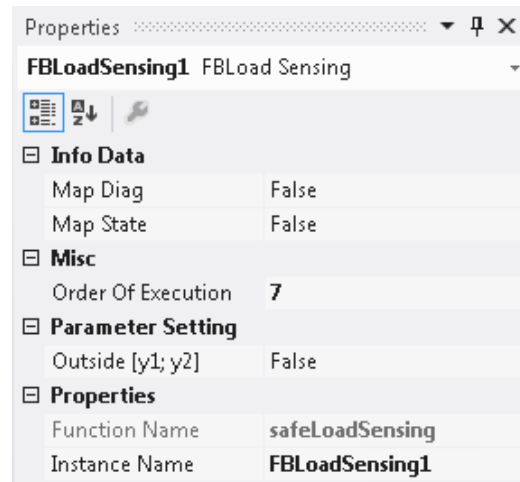 Properties
FBLoadSensing1 FBLoad Sensing
Info Data
Map Diag False
Map State False
Misc
Order Of Execution 7
Parameter Setting
Outside [y1; y2] False
Properties
Function Name safeLoadSensing
Instance Name FBLoadSensing1